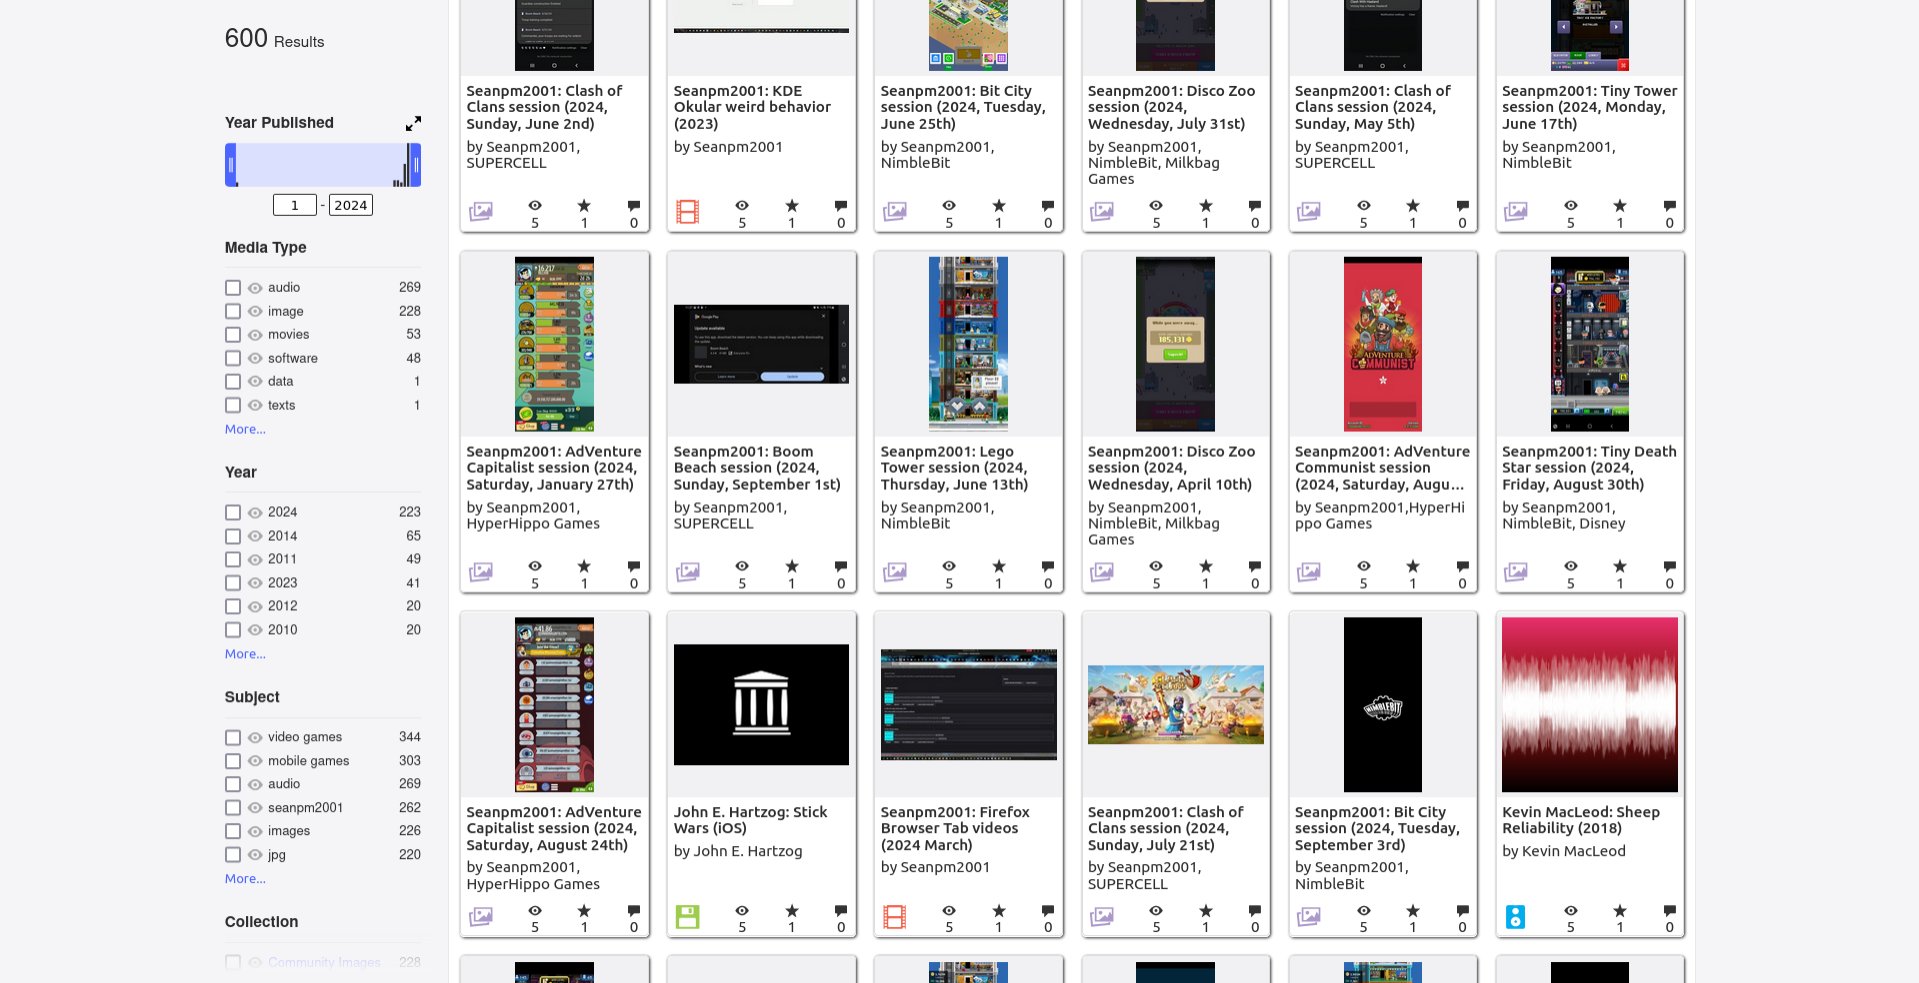 600 Results
Year Published
1 - 2024
Media Type
audio 269
image 228
movies 53
software 48
data 1
texts 1
More...
Year
2024 223
2014 65
2011 49
2023 41
2012 20
2010 20
More...
Subject
video games 344
mobile games 303
audio 269
seanpm2001 262
images 226
jpg 220
More...
Collection
Community Images 228
Seanpm2001: Clash of
Clans session (2024,
Sunday, June 2nd)
by Seanpm2001,
SUPERCELL
5 1 0
Seanpm2001: KDE
Okular weird behavior
(2023)
by Seanpm2001
5 1 0
Seanpm2001: Bit City
session (2024, Tuesday,
June 25th)
by Seanpm2001,
NimbleBit
5 1 0
Seanpm2001: Disco Zoo
session (2024,
Wednesday, July 31st)
by Seanpm2001,
NimbleBit, Milkbag
Games
5 1 0
Seanpm2001: Clash of
Clans session (2024,
Sunday, May 5th)
by Seanpm2001,
SUPERCELL
5 1 0
Seanpm2001: Tiny Tower
session (2024, Monday,
June 17th)
by Seanpm2001,
NimbleBit
5 1 0
Seanpm2001: AdVenture
Capitalist session (2024,
Saturday, January 27th)
by Seanpm2001,
HyperHippo Games
5 1 0
Google Play
Update available
Seanpm2001: Boom
Beach session (2024,
Sunday, September 1st)
by Seanpm2001,
SUPERCELL
5 1 0
Seanpm2001: Lego
Tower session (2024,
Thursday, June 13th)
by Seanpm2001,
NimbleBit
5 1 0
While you were away...
185,131
Seanpm2001: Disco Zoo
session (2024,
Wednesday, April 10th)
by Seanpm2001,
NimbleBit, Milkbag
Games
5 1 0
ADVENTURE
COMMUNIST
Seanpm2001: AdVenture
Communist session
(2024, Saturday, Augu...
by Seanpm2001,HyperHi
ppo Games
5 1 0
Seanpm2001: Tiny Death
Star session (2024,
Friday, August 30th)
by Seanpm2001,
NimbleBit, Disney
5 1 0
Seanpm2001: AdVenture
Capitalist session (2024,
Saturday, August 24th)
by Seanpm2001,
HyperHippo Games
5 1 0
John E. Hartzog: Stick
Wars (iOS)
by John E. Hartzog
5 1 0
Seanpm2001: Firefox
Browser Tab videos
(2024 March)
by Seanpm2001
5 1 0
Seanpm2001: Clash of
Clans session (2024,
Sunday, July 21st)
by Seanpm2001,
SUPERCELL
5 1 0
NIMBLEBIT
Seanpm2001: Bit City
session (2024, Tuesday,
September 3rd)
by Seanpm2001,
NimbleBit
5 1 0
Kevin MacLeod: Sheep
Reliability (2018)
by Kevin MacLeod
5 1 0